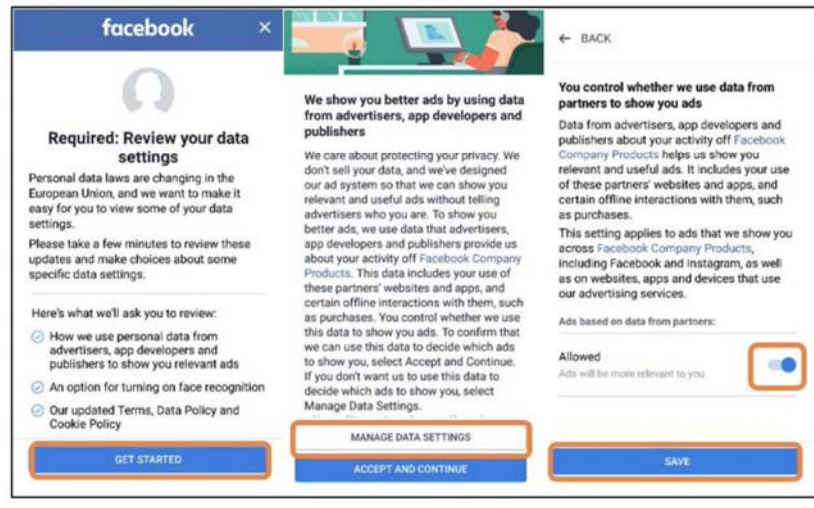 facebook ×
Required: Review your data
settings
Personal data laws are changing in the
European Union, and we want to make it
easy for you to view some of your data
settings.
Please take a few minutes to review these
updates and make choices about some
specific data settings.
Here's what we'll ask you to review:
How we use personal data from
advertisers, app developers and
publishers to show you relevant ads
An option for turning on face recognition
Our updated Terms, Data Policy and
Cookie Policy
GET STARTED
We show you better ads by using data
from advertisers, app developers and
publishers
We care about protecting your privacy. We
don't sell your data, and we've designed
our ad system so that we can show you
relevant and useful ads without telling
advertisers who you are. To show you
better ads, we use data that advertisers,
app developers and publishers provide us
about your activity off Facebook Company
Products. This data includes your use of
these partners' websites and apps, and
certain offline interactions with them, such
as purchases. You control whether we use
this data to show you ads. To confirm that
we can use this data to decide which ads
to show you, select Accept and Continue.
If you don't want us to use this data to
decide which ads to show you, select
Manage Data Settings.
MANAGE DATA SETTINGS
ACCEPT AND CONTINUE
← BACK
You control whether we use data from
partners to show you ads
Data from advertisers, app developers and
publishers about your activity off Facebook
Company Products helps us show you
relevant and useful ads. It includes your use
of these partners' websites and apps, and
certain offline interactions with them, such
as purchases.
This setting applies to ads that we show you
across Facebook Company Products,
including Facebook and Instagram, as well
as on websites, apps and devices that use
our advertising services.
Ads based on data from partners:
Allowed
Ads will be more relevant to you
SAVE